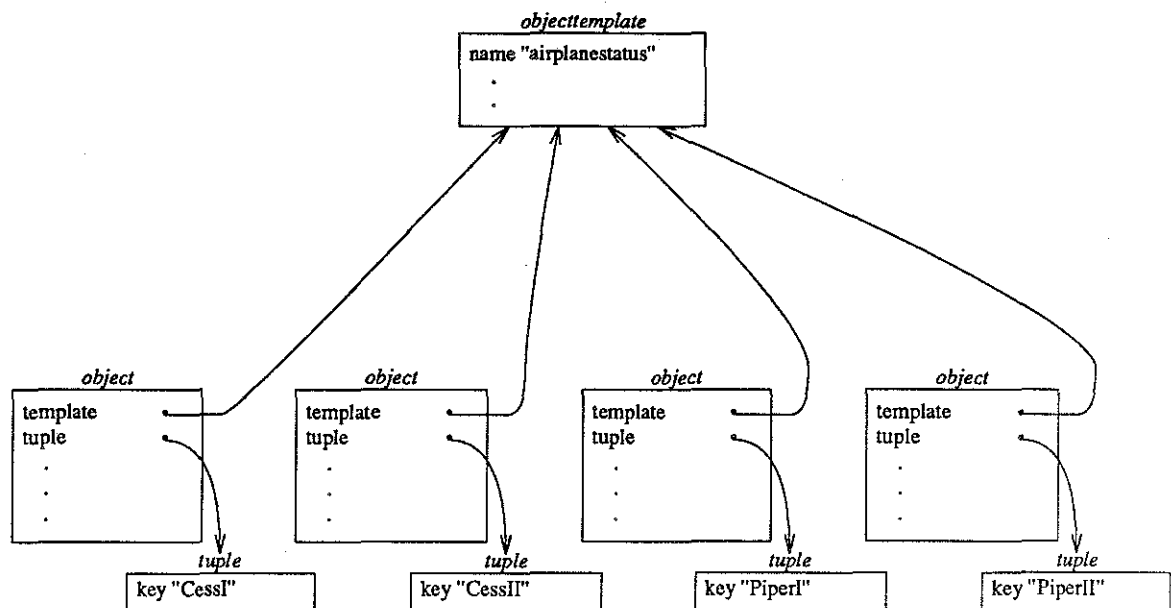 objecttemplate
name "airplanestatus"
object
object
object
object
template
tuple
template
tuple
template
tuple
template
tuple
tuple
tuple
tuple
tuple
key "CessI"
key "CessII"
key "PiperI"
key "PiperII"